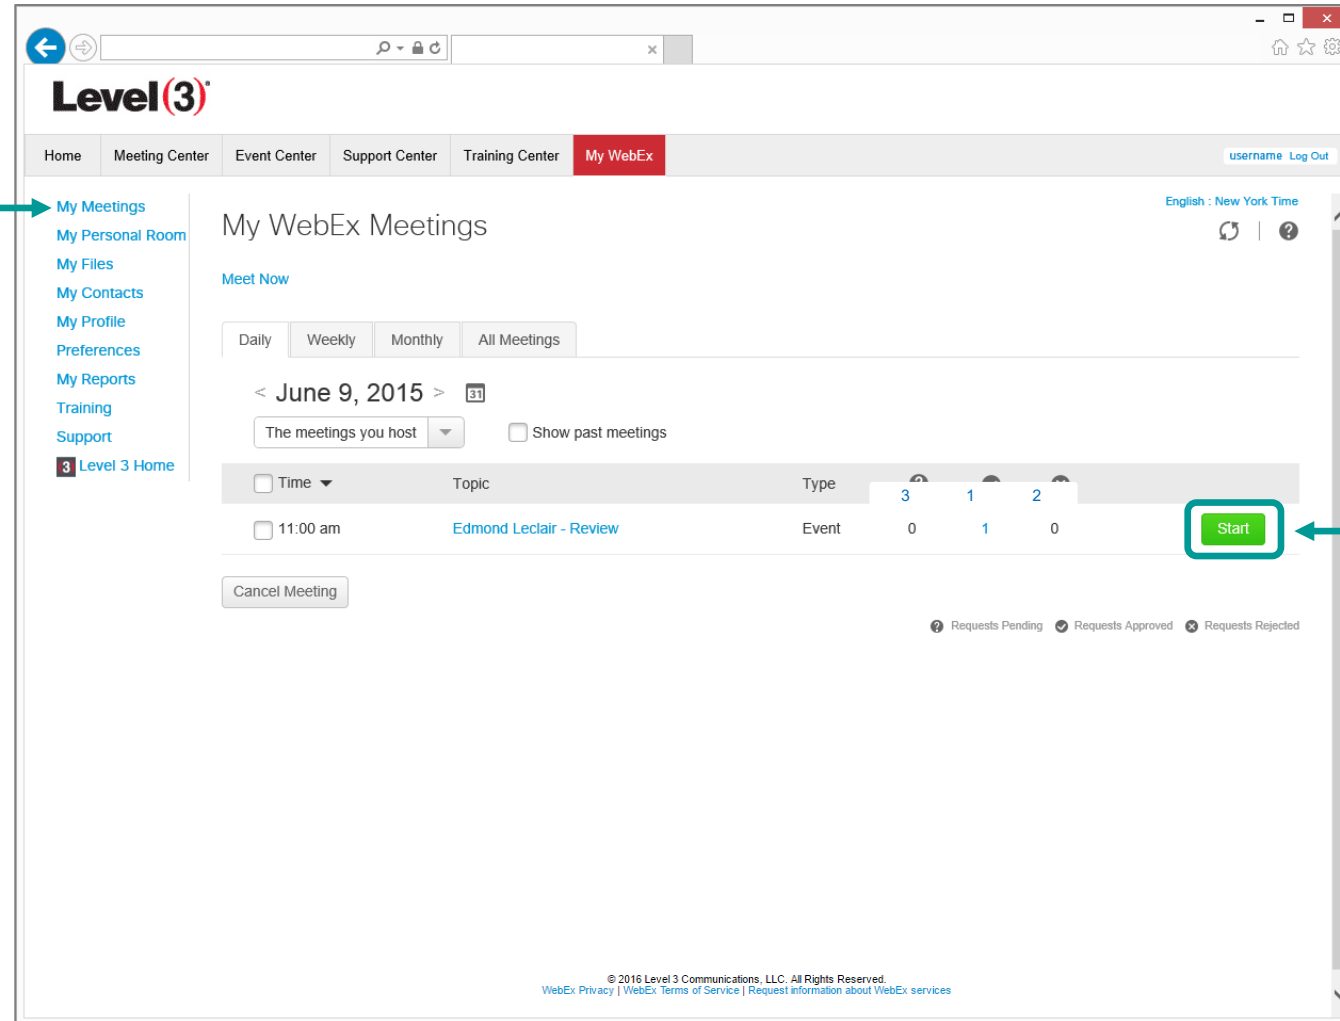 Level(3)
Home Meeting Center Event Center Support Center Training Center My WebEx username Log Out
English : New York Time
My Meetings
My Personal Room
My Files
My Contacts
My Profile
Preferences
My Reports
Training
Support
3 Level 3 Home
My WebEx Meetings
Meet Now
Daily Weekly Monthly All Meetings
< June 9, 2015 > 31
The meetings you host Show past meetings
Time Topic Type
3 1 2
11:00 am Edmond Leclair - Review Event 0 1 0 Start
Cancel Meeting
? Requests Pending Requests Approved Requests Rejected
© 2016 Level 3 Communications, LLC. All Rights Reserved.
WebEx Privacy | WebEx Terms of Service | Request information about WebEx services